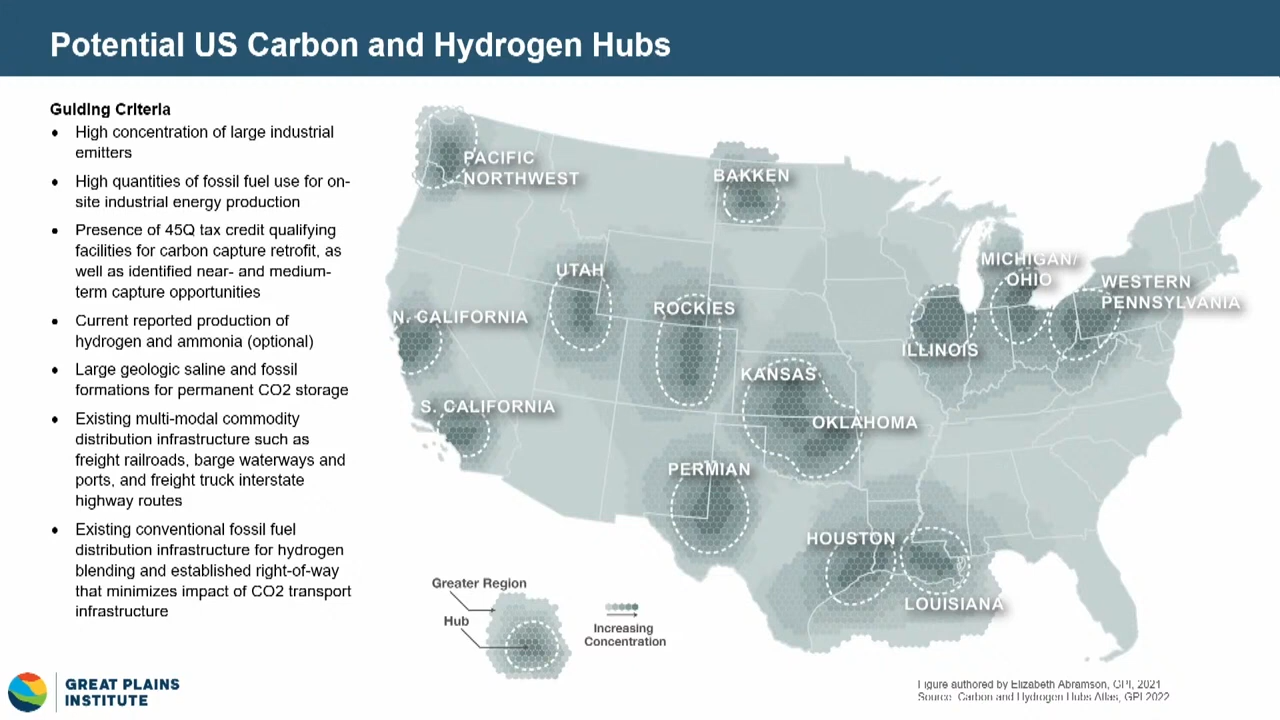 Potential US Carbon and Hydrogen Hubs
Guiding Criteria
● High concentration of large industrial
emitters
● High quantities of fossil fuel use for on-
site industrial energy production
● Presence of 45Q tax credit qualifying
facilities for carbon capture retrofit, as
well as identified near- and medium-
term capture opportunities
● Current reported production of
hydrogen and ammonia (optional)
● Large geologic saline and fossil
formations for permanent CO2 storage
● Existing multi-modal commodity
distribution infrastructure such as
freight railroads, barge waterways and
ports, and freight truck interstate
highway routes
● Existing conventional fossil fuel
distribution infrastructure for hydrogen
blending and established right-of-way
that minimizes impact of CO2 transport
infrastructure
PACIFIC
NORTHWEST
BAKKEN
UTAH
ROCKIES
N. CALIFORNIA
S. CALIFORNIA
KANSAS
OKLAHOMA
PERMIAN
HOUSTON
LOUISIANA
ILLINOIS
MICHIGAN/
OHIO
WESTERN
PENNSYLVANIA
Greater Region
Hub
Increasing
Concentration
GREAT PLAINS
INSTITUTE
Figure authored by Elizabeth Abramson, GPI, 2021
Source: Carbon and Hydrogen Hubs Atlas, GPI 2022